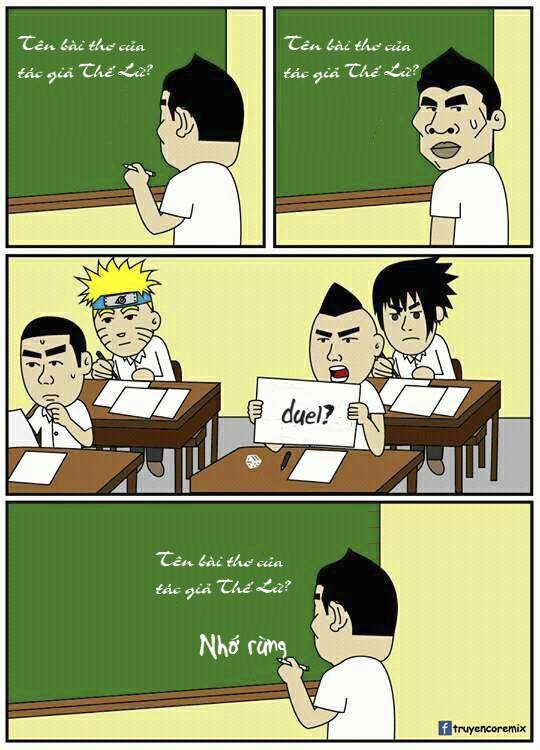 Tên bài thơ của
tác giả Thế Lữ?
Tên bài thơ của
tác giả Thế Lữ?
duel?
Tên bài thơ của
tác giả Thế Lữ?
Nhớ rừng
f truyencoremix